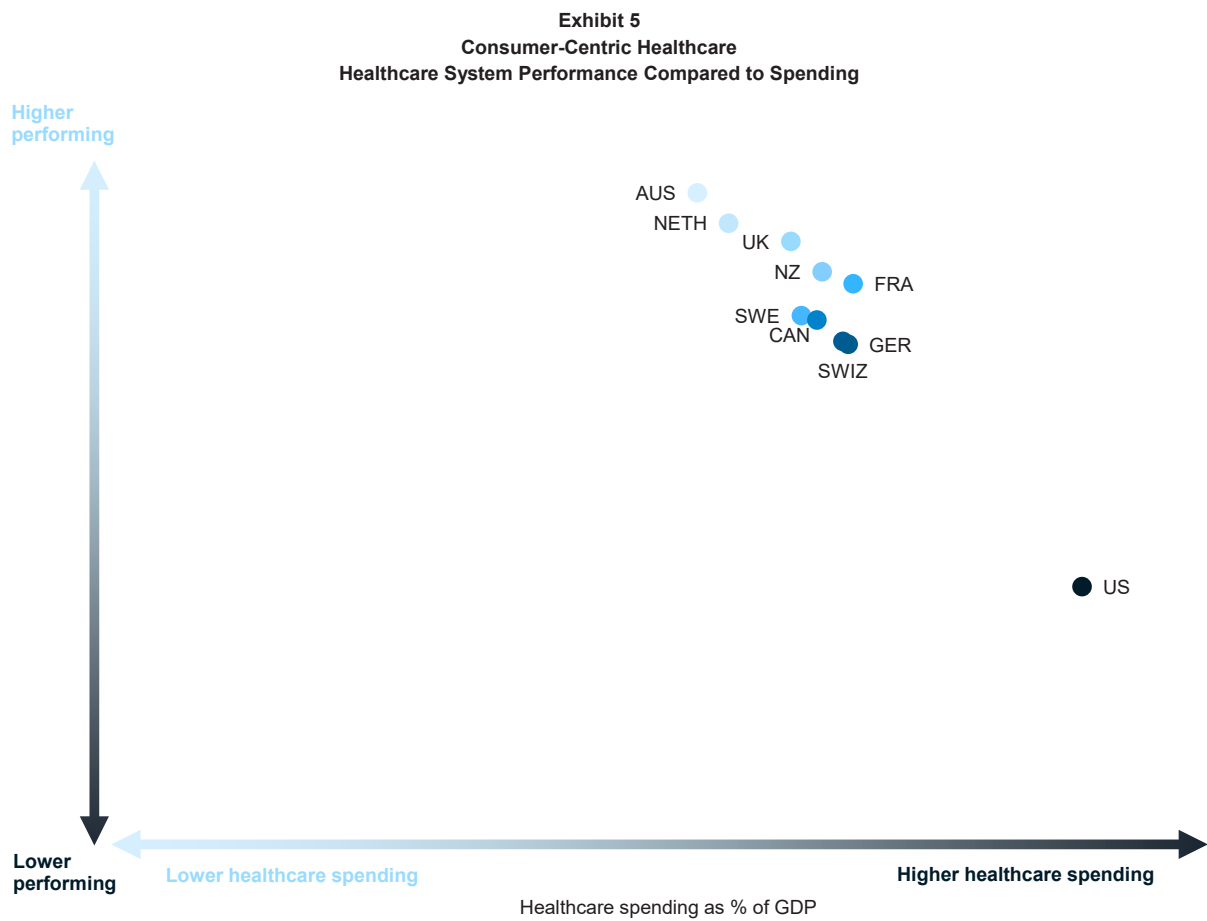 Exhibit 5
Consumer-Centric Healthcare
Healthcare System Performance Compared to Spending
Higher
performing
AUS
NETH
UK
NZ
FRA
SWE
CAN
GER
SWIZ
US
Lower
performing
Lower healthcare spending
Higher healthcare spending
Healthcare spending as % of GDP